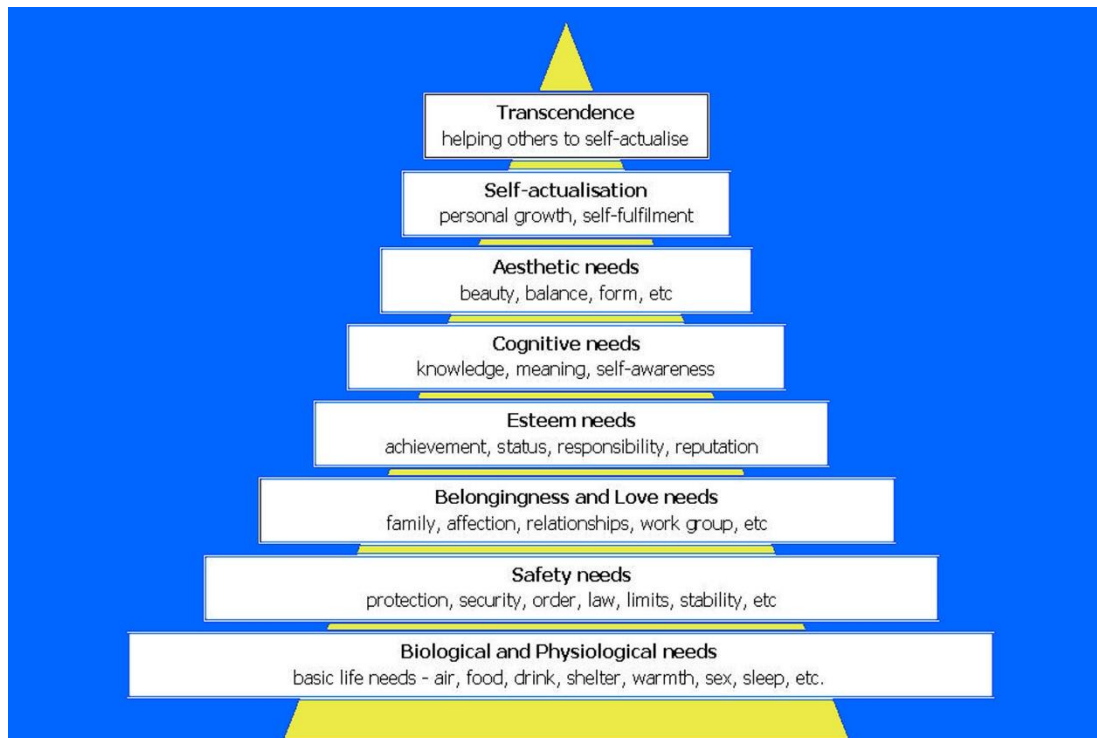 Transcendence
helping others to self-actualise
Self-actualisation
personal growth, self-fulfilment
Aesthetic needs
beauty, balance, form, etc
Cognitive needs
knowledge, meaning, self-awareness
Esteem needs
achievement, status, responsibility, reputation
Belongingness and Love needs
family, affection, relationships, work group, etc
Safety needs
protection, security, order, law, limits, stability, etc
Biological and Physiological needs
basic life needs - air, food, drink, shelter, warmth, sex, sleep, etc.